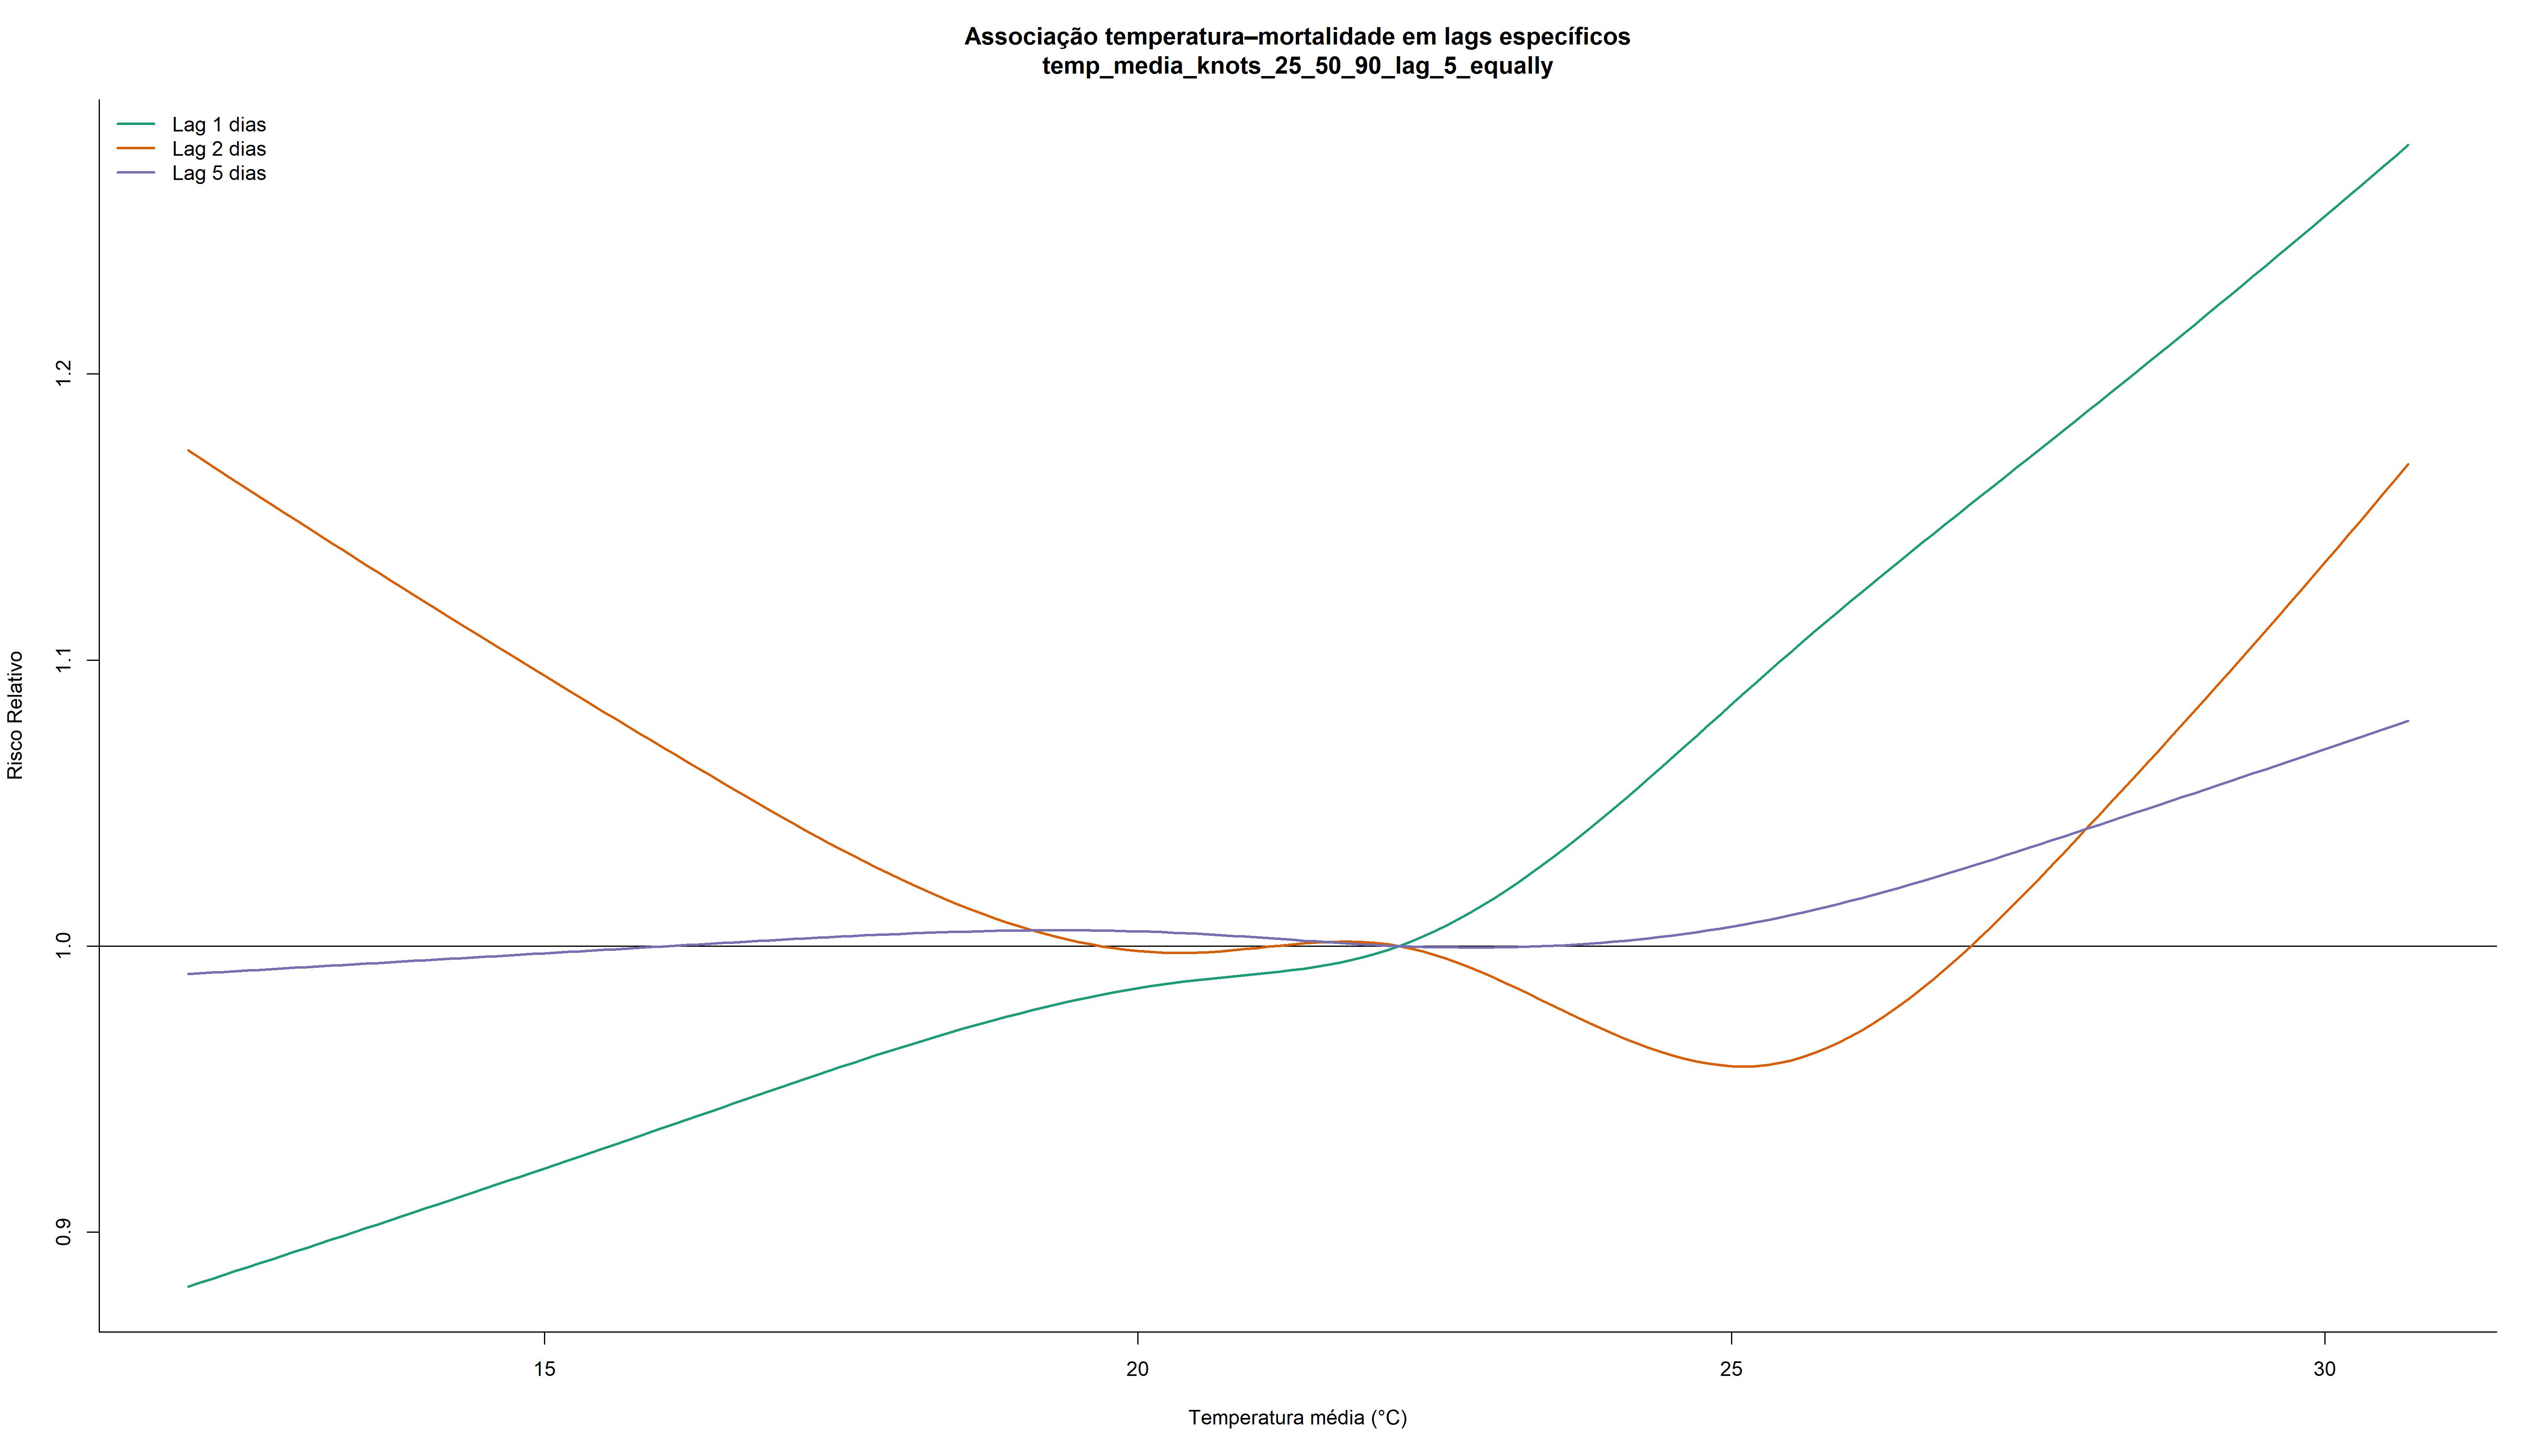 Associação temperatura–mortalidade em lags específicos
temp_media_knots_25_50_90_lag_5_equally
Lag 1 dias
Lag 2 dias
Lag 5 dias
1.2
1.1
1.0
0.9
Risco Relativo
15 20 25 30
Temperatura média (°C)